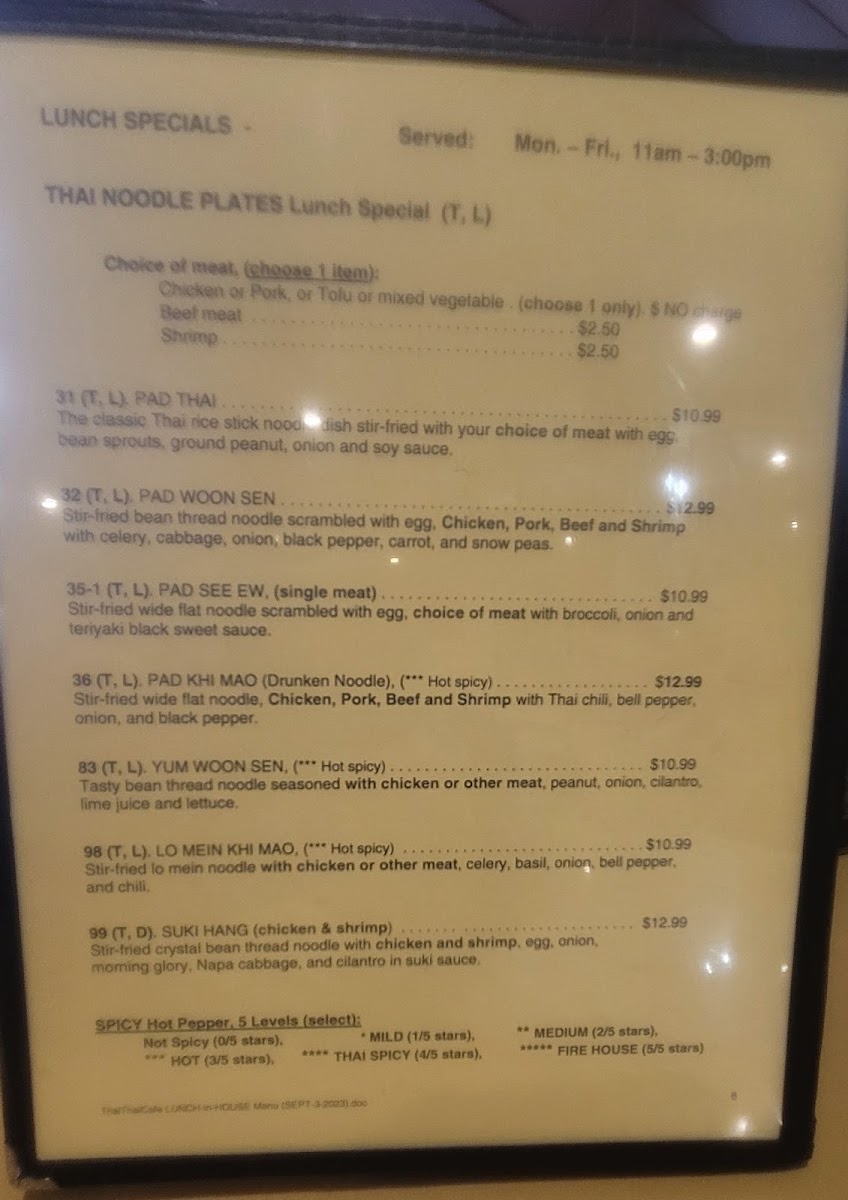 LUNCH SPECIALS -
Served: Mon. – Fri., 11am – 3:00pm
THAI NOODLE PLATES Lunch Special (T, L)
Choice of meat, (choose 1 item):
Chicken or Pork, or Tofu or mixed vegetable . (choose 1 only). $ NO charge
Beef meat . . . . . . . . . . . . . . . . . . . . . . . . . . . . . . $2.50
Shrimp . . . . . . . . . . . . . . . . . . . . . . . . . . . . . . . . $2.50
31 (T, L). PAD THAI . . . . . . . . . . . . . . . . . . . . . . . . . . . . . . . . . $10.99
The classic Thai rice stick noodle dish stir-fried with your choice of meat with egg,
bean sprouts, ground peanut, onion and soy sauce.
32 (T, L). PAD WOON SEN . . . . . . . . . . . . . . . . . . . . . . . . . . . . . . $12.99
Stir-fried bean thread noodle scrambled with egg, Chicken, Pork, Beef and Shrimp
with celery, cabbage, onion, black pepper, carrot, and snow peas.
35-1 (T, L). PAD SEE EW, (single meat) . . . . . . . . . . . . . . . . . . . . . $10.99
Stir-fried wide flat noodle scrambled with egg, choice of meat with broccoli, onion and
teriyaki black sweet sauce.
36 (T, L). PAD KHI MAO (Drunken Noodle), (*** Hot spicy) . . . . . . . . . . . . $12.99
Stir-fried wide flat noodle, Chicken, Pork, Beef and Shrimp with Thai chili, bell pepper,
onion, and black pepper.
83 (T, L). YUM WOON SEN, (*** Hot spicy) . . . . . . . . . . . . . . . . . . . . . $10.99
Tasty bean thread noodle seasoned with chicken or other meat, peanut, onion, cilantro,
lime juice and lettuce.
98 (T, L). LO MEIN KHI MAO, (*** Hot spicy) . . . . . . . . . . . . . . . . . . . . $10.99
Stir-fried lo mein noodle with chicken or other meat, celery, basil, onion, bell pepper,
and chili.
99 (T, D). SUKI HANG (chicken & shrimp) . . . . . . . . . . . . . . . . . . . . . $12.99
Stir-fried crystal bean thread noodle with chicken and shrimp, egg, onion,
morning glory, Napa cabbage, and cilantro in suki sauce.
SPICY Hot Pepper, 5 Levels (select):
Not Spicy (0/5 stars), * MILD (1/5 stars), ** MEDIUM (2/5 stars),
*** HOT (3/5 stars), **** THAI SPICY (4/5 stars), ***** FIRE HOUSE (5/5 stars)
ThaiThaiCafe LUNCH-in-HOUSE Menu (SEPT-3-2023).doc
6